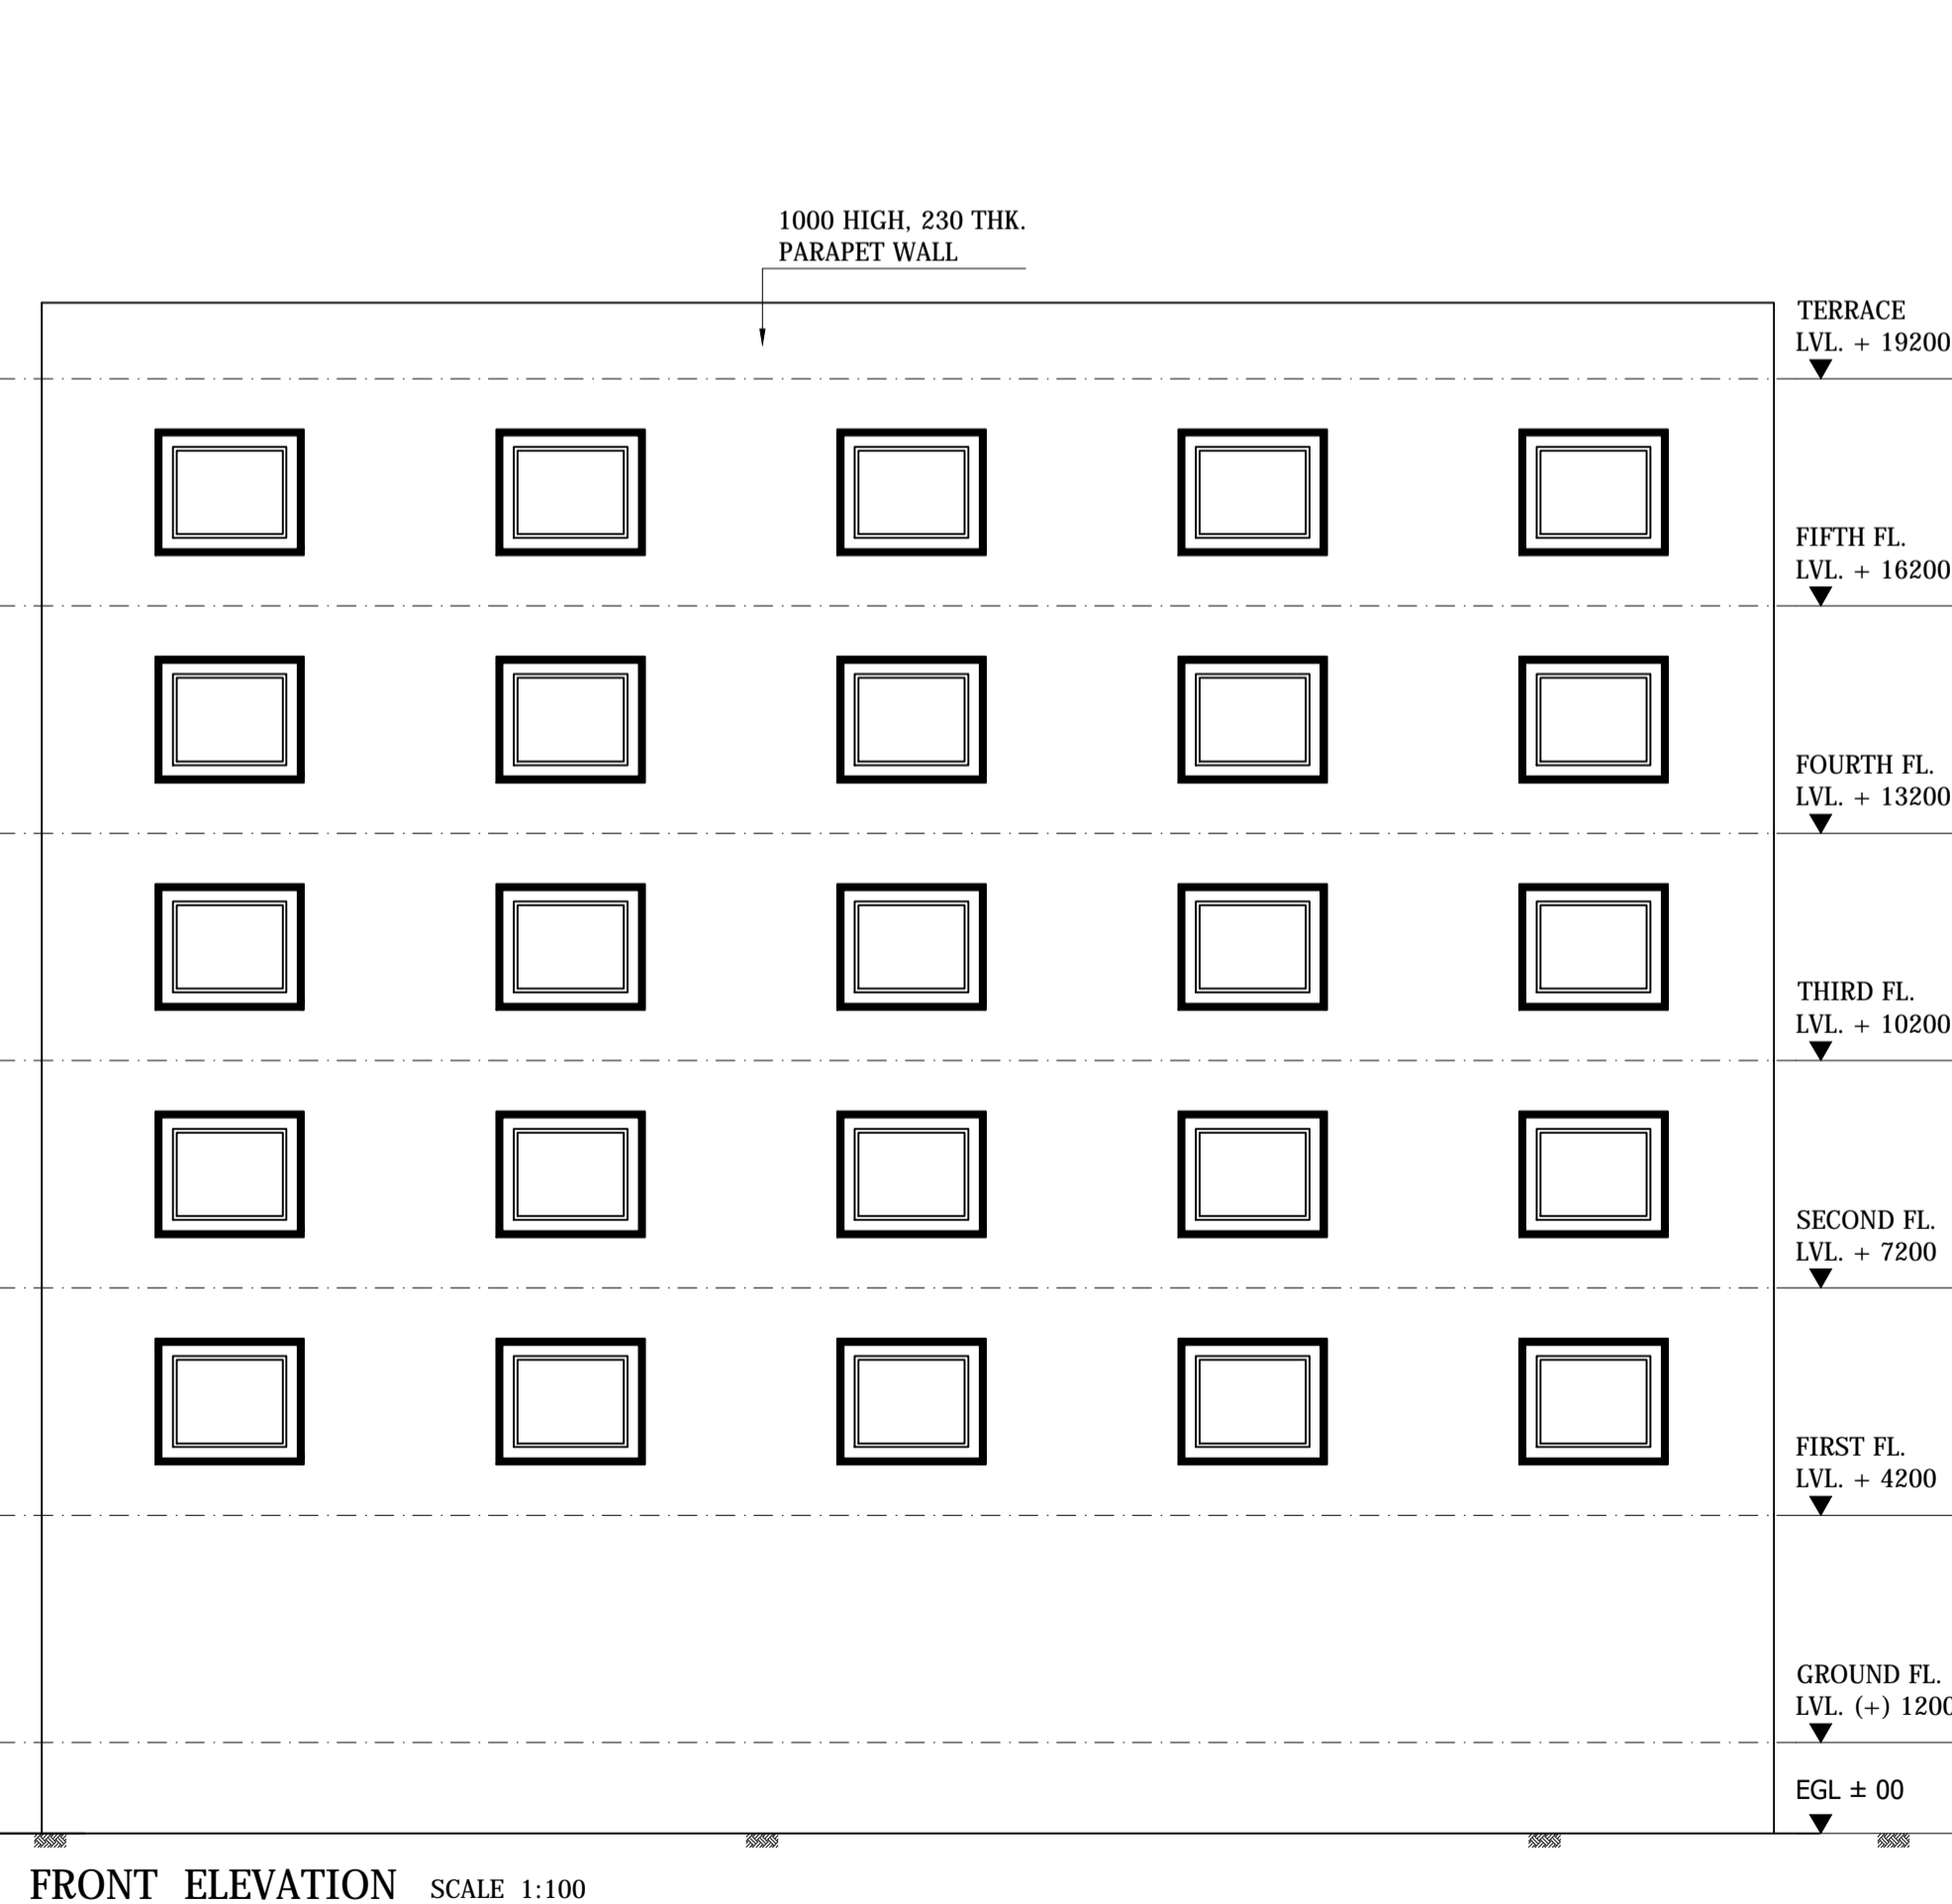 1000 HIGH, 230 THK.
PARAPET WALL
TERRACE
LVL. + 19200
FIFTH FL.
LVL. + 16200
FOURTH FL.
LVL. + 13200
THIRD FL.
LVL. + 10200
SECOND FL.
LVL. + 7200
FIRST FL.
LVL. + 4200
GROUND FL.
LVL. (+) 1200
EGL ± 00
FRONT ELEVATION SCALE 1:100